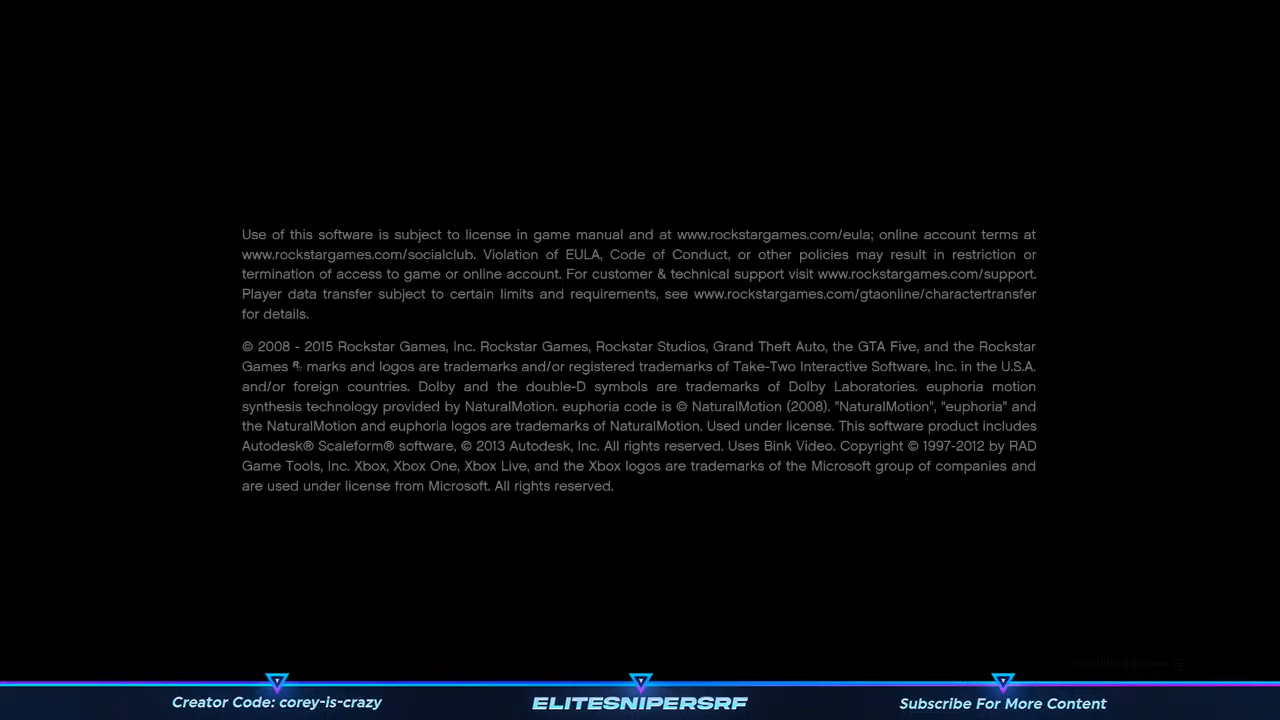 Use of this software is subject to license in game manual and at www.rockstargames.com/eula; online account terms at
www.rockstargames.com/socialclub. Violation of EULA, Code of Conduct, or other policies may result in restriction or
termination of access to game or online account. For customer & technical support visit www.rockstargames.com/support.
Player data transfer subject to certain limits and requirements, see www.rockstargames.com/gtaonline/charactertransfer
for details.
© 2008 - 2015 Rockstar Games, Inc. Rockstar Games, Rockstar Studios, Grand Theft Auto, the GTA Five, and the Rockstar
Games R* marks and logos are trademarks and/or registered trademarks of Take-Two Interactive Software, Inc. in the U.S.A.
and/or foreign countries. Dolby and the double-D symbols are trademarks of Dolby Laboratories. euphoria motion
synthesis technology provided by NaturalMotion. euphoria code is © NaturalMotion (2008). "NaturalMotion", "euphoria" and
the NaturalMotion and euphoria logos are trademarks of NaturalMotion. Used under license. This software product includes
Autodesk® Scaleform® software, © 2013 Autodesk, Inc. All rights reserved. Uses Bink Video. Copyright © 1997-2012 by RAD
Game Tools, Inc. Xbox, Xbox One, Xbox Live, and the Xbox logos are trademarks of the Microsoft group of companies and
are used under license from Microsoft. All rights reserved.
Creator Code: corey-is-crazy
ELITESNIPERSRF
Subscribe For More Content